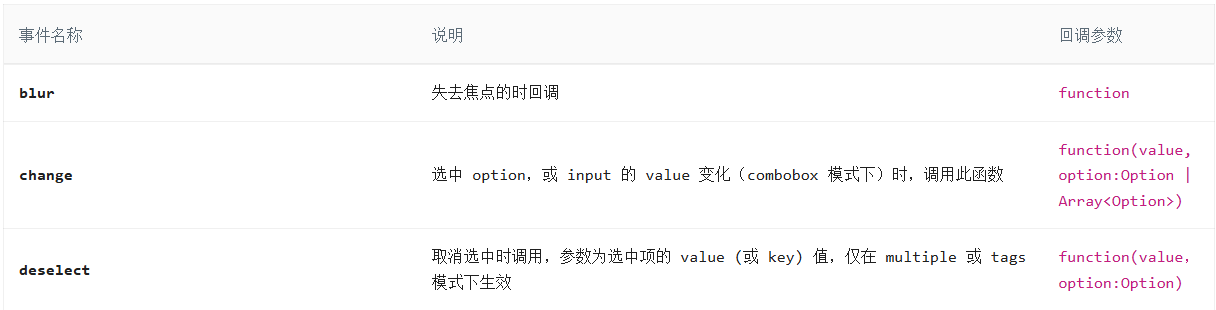 事件名称 说明 回调参数
blur 失去焦点的时回调 function
change 选中 option，或 input 的 value 变化（combobox 模式下）时，调用此函数 function(value, option:Option | Array<Option>)
deselect 取消选中时调用，参数为选中项的 value (或 key) 值，仅在 multiple 或 tags 模式下生效 function(value, option:Option)